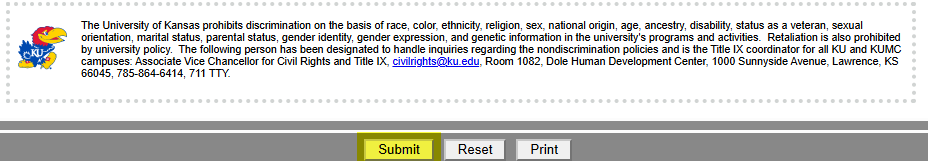 The University of Kansas prohibits discrimination on the basis of race, color, ethnicity, religion, sex, national origin, age, ancestry, disability, status as a veteran, sexual
orientation, marital status, parental status, gender identity, gender expression, and genetic information in the university's programs and activities.  Retaliation is also prohibited
by university policy.  The following person has been designated to handle inquiries regarding the nondiscrimination policies and is the Title IX coordinator for all KU and KUMC
campuses: Associate Vice Chancellor for Civil Rights and Title IX, civilrights@ku.edu, Room 1082, Dole Human Development Center, 1000 Sunnyside Avenue, Lawrence, KS
66045, 785-864-6414, 711 TTY.
KU
Submit Reset Print